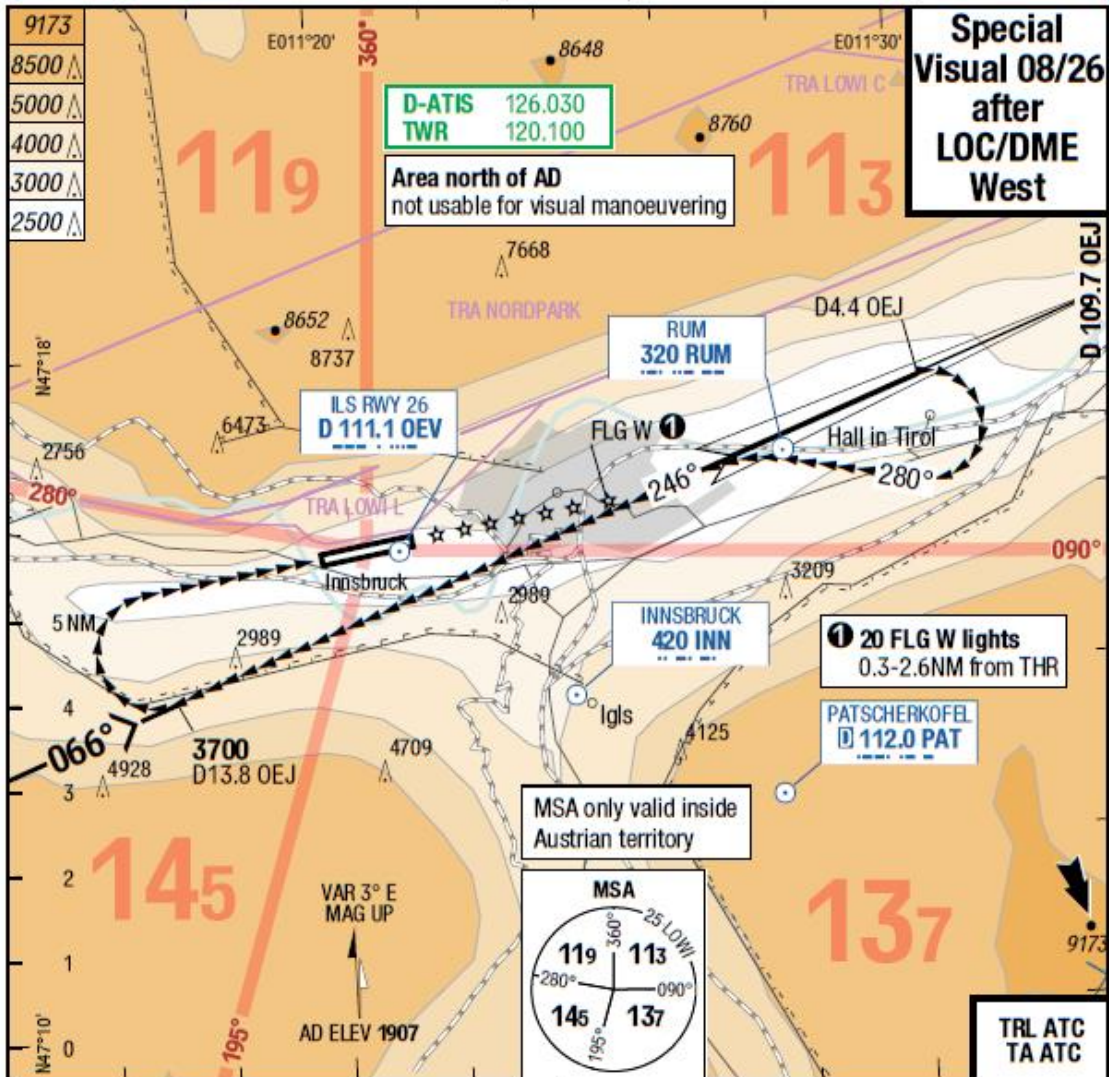 9173
8500
5000
4000
3000
2500
E011°20'
360°
8648
E011°30'
Special
Visual 08/26
after
LOC/DME
West
D-ATIS 126.030
TWR 120.100
TRA LOWI C
8760
119
113
Area north of AD
not usable for visual manoeuvering
7668
TRA NORDPARK
D4.4 OEJ
D 109.7 OEJ
8652
8737
RUM
320 RUM
N47°18'
ILS RWY 26
D 111.1 OEV
6473
FLG W 1
Hall in Tirol
2756
246°
280°
280°
TRA LOWI L
090°
Innsbruck
3209
2989
5 NM
2989
INNSBRUCK
420 INN
1 20 FLG W lights
0.3-2.6NM from THR
Igls
4
066°
3700
D13.8 OEJ
4709
4125
PATSCHERKOFEL
D 112.0 PAT
4928
3
MSA only valid inside
Austrian territory
145
2
VAR 3° E
MAG UP
MSA
25 LOWI
360°
119 113
280° 090°
145 137
195°
137
9173
1
AD ELEV 1907
N47°10'
0
195°
TRL ATC
TA ATC